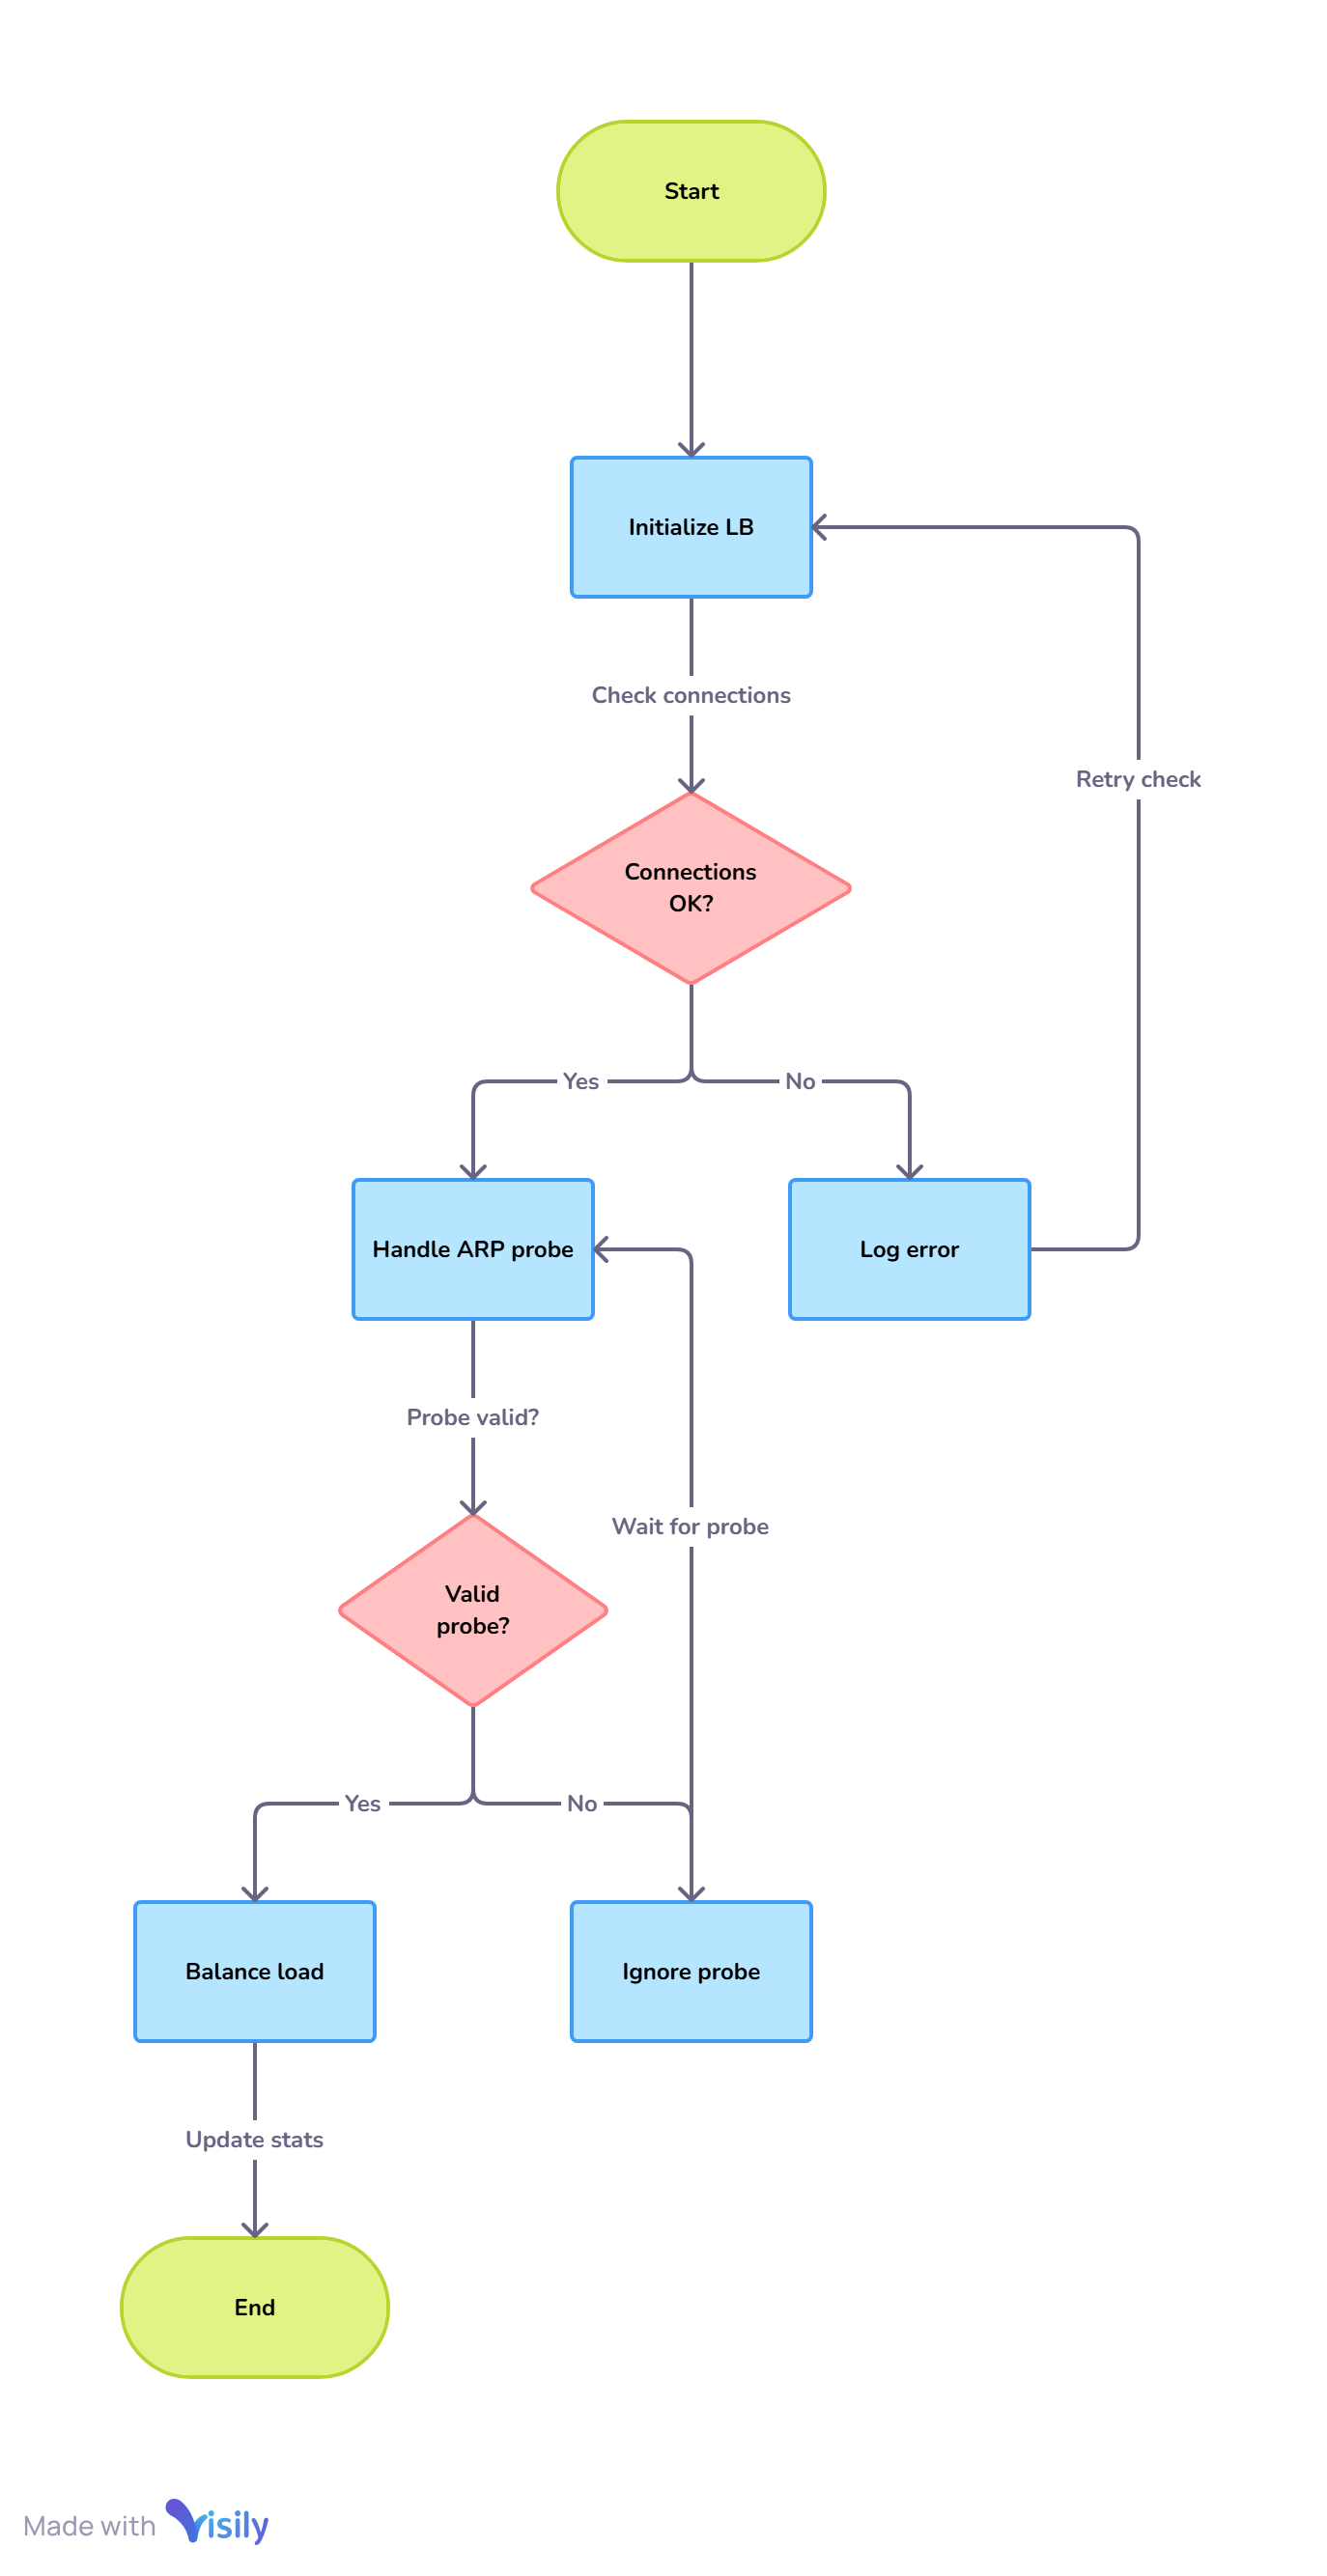 Start
Initialize LB
Check connections
Retry check
Connections
OK?
Yes
No
Handle ARP probe
Log error
Probe valid?
Wait for probe
Valid
probe?
Yes
No
Balance load
Ignore probe
Update stats
End
Made with Visily